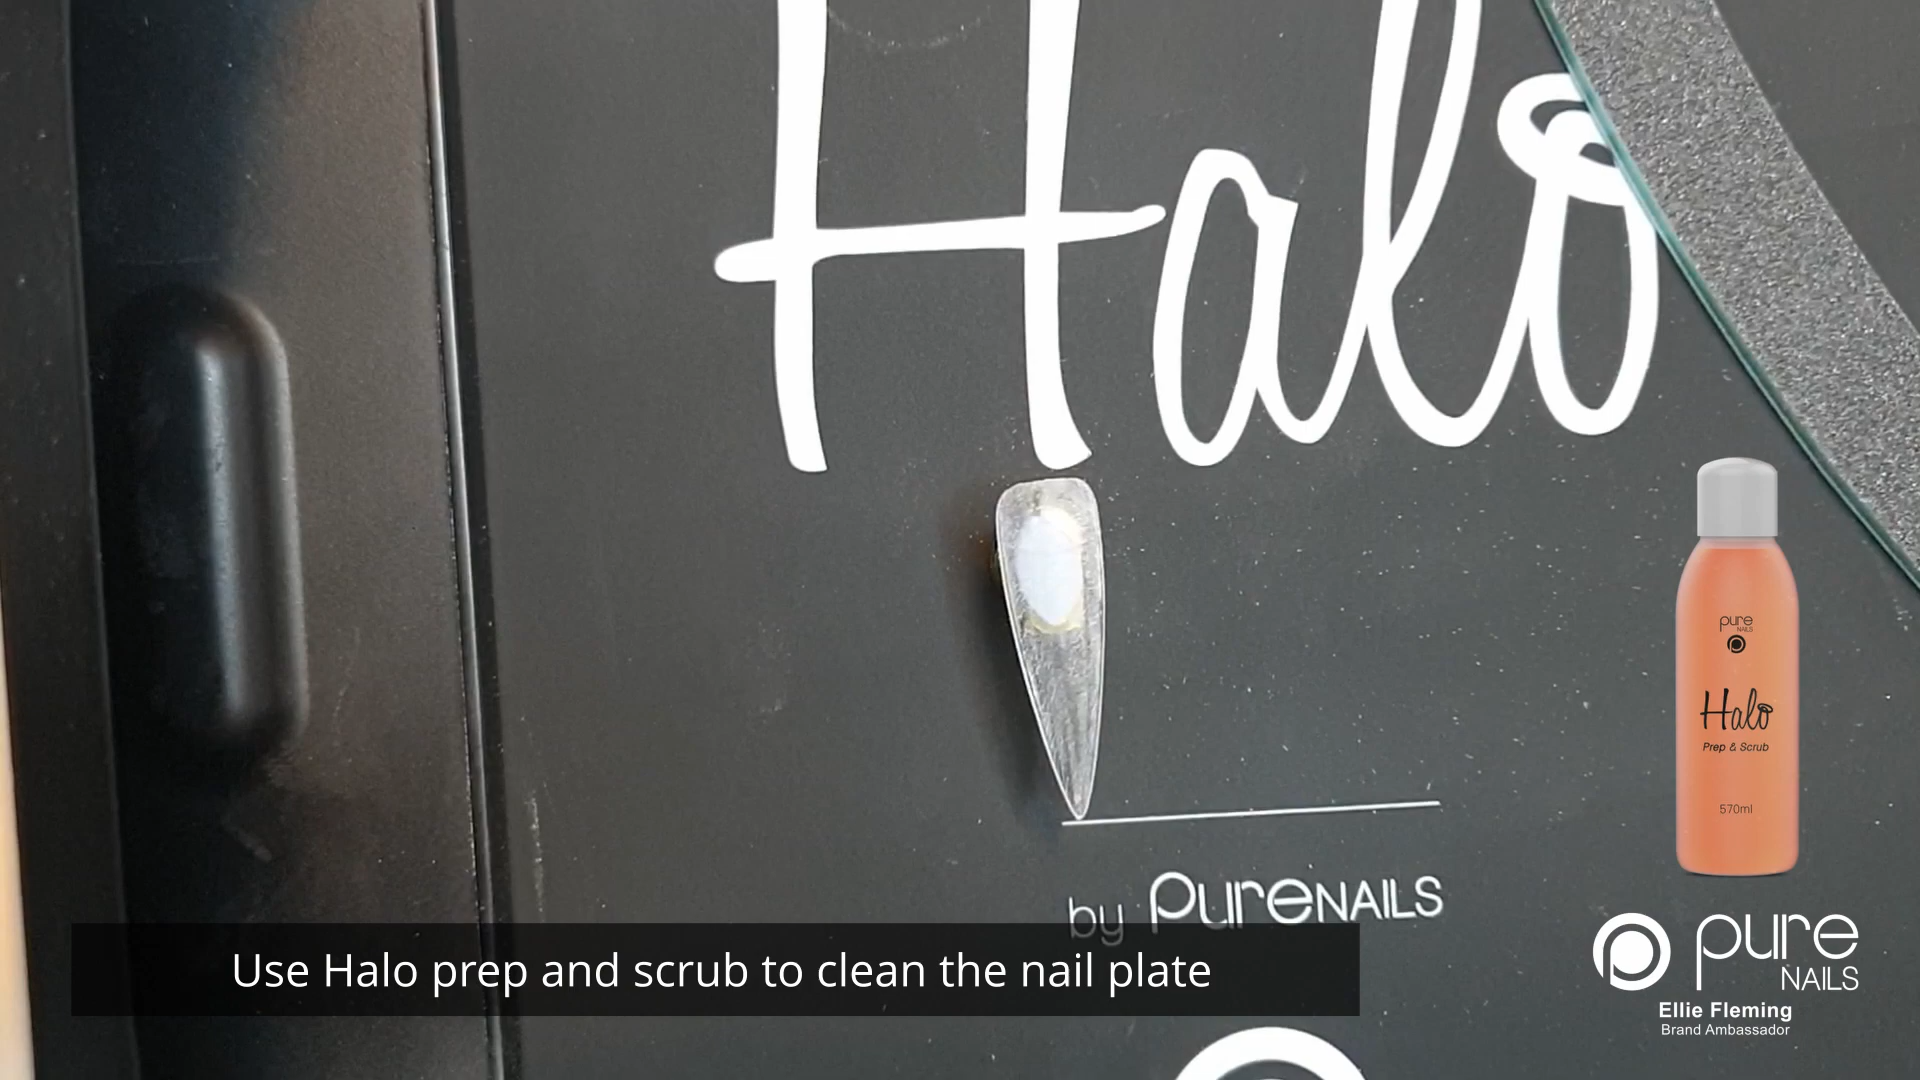 Halo
by PureNAILS
pure
NAILS
Halo
Prep & Scrub
570ml
Use Halo prep and scrub to clean the nail plate
pure
NAILS
Ellie Fleming
Brand Ambassador